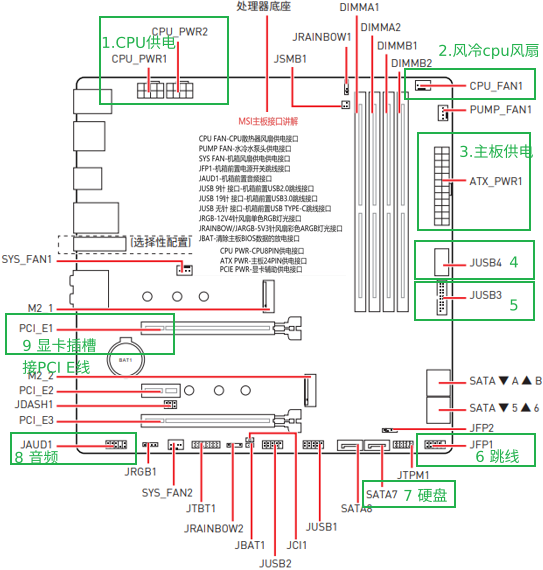 处理器底座
DIMMA1
1.CPU供电
CPU_PWR2
DIMMA2
JRAINBOW1
DIMMB1
2.风冷cpu风扇
CPU_PWR1
JSMB1
DIMMB2
CPU_FAN1
PUMP_FAN1
MSI主板接口讲解
CPU FAN-CPU散热器风扇供电接口
PUMP FAN-水冷水泵头供电接口
SYS FAN-机箱风扇供电供电接口
JFP1-机箱前置电源开关跳线接口
JAUD1-机箱前置音频接口
JUSB 9针 接口-机箱前置USB2.0跳线接口
JUSB 19针 接口-机箱前置USB3.0跳线接口
JUSB 无针 接口-机箱前置USB TYPE-C跳线接口
JRGB-12V4针风扇单色RGB灯光接口
JRAINBOW/JARGB-5V3针风扇彩色ARGB灯光接口
JBAT-清除主板BIOS数据的放电接口
CPU PWR-CPU8PIN供电接口
ATX PWR-主板24PIN供电接口
PCIE PWR-显卡辅助供电接口
3.主板供电
ATX_PWR1
[选择性配置]
SYS_FAN1
JUSB4 4
JUSB3
5
M2_1
PCI_E1
9 显卡插槽
接PCI E线
BAT1
M2_2
PCI_E2
JDASH1
PCI_E3
SATA▼A▲B
SATA▼5▲6
JFP2
JAUD1
8 音频
JFP1
6 跳线
JRGB1
JTPM1
SYS_FAN2
SATA7 7 硬盘
JTBT1
SATA8
JRAINBOW2
JUSB1
JBAT1
JCI1
JUSB2